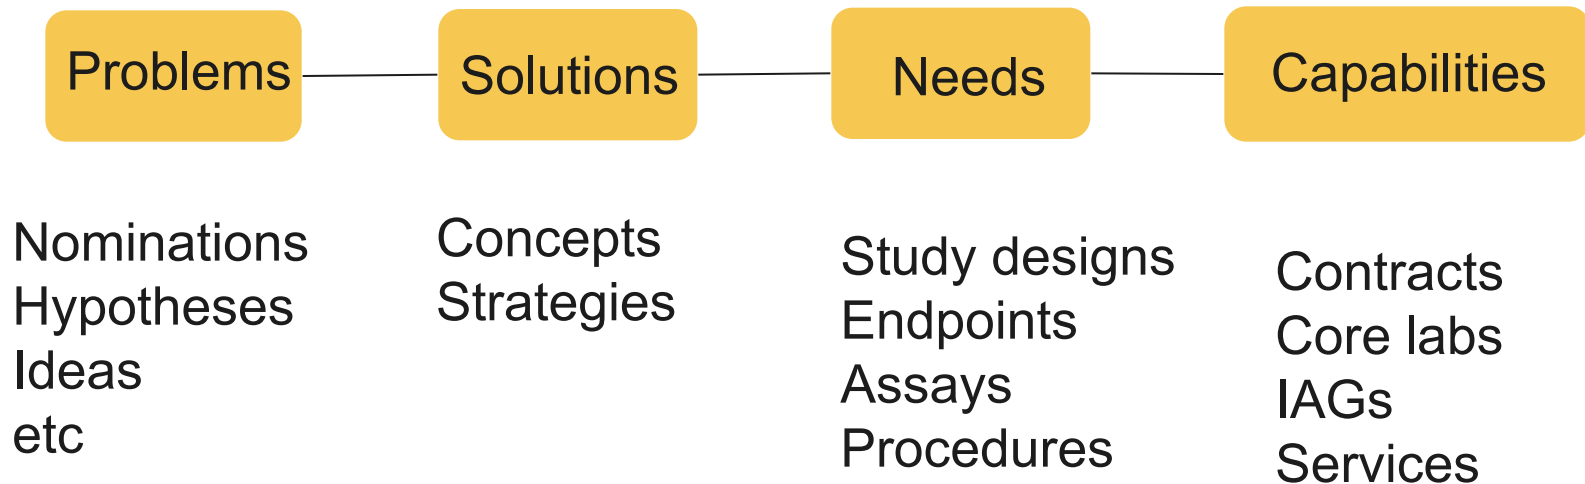 Problems
Solutions
Needs
Capabilities
Nominations
Hypotheses
Ideas
etc
Concepts
Strategies
Study designs
Endpoints
Assays
Procedures
Contracts
Core labs
IAGs
Services